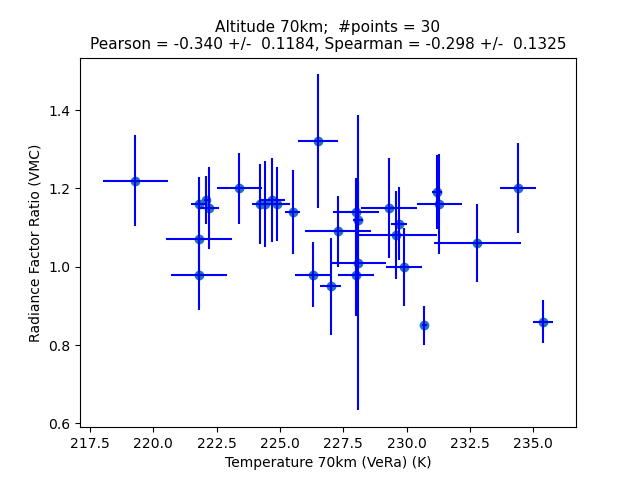 Altitude 70km;  #points = 30
Pearson = -0.340 +/-  0.1184, Spearman = -0.298 +/-  0.1325
1.4
1.2
1.0
0.8
0.6
Radiance Factor Ratio (VMC)
217.5 220.0 222.5 225.0 227.5 230.0 232.5 235.0
Temperature 70km (VeRa) (K)